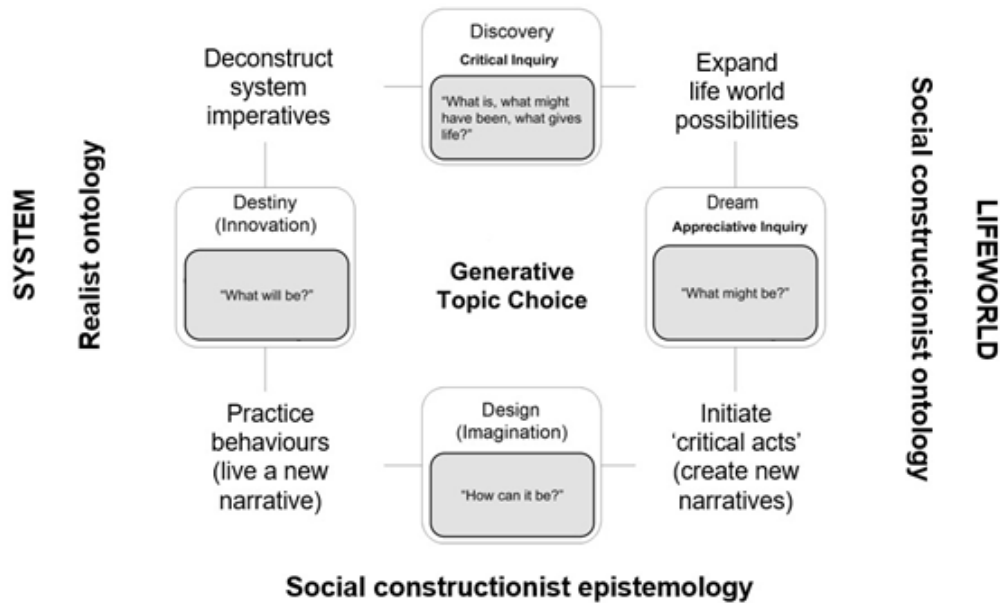 Discovery
Critical Inquiry
“What is, what might
have been, what gives
life?”
Deconstruct
system
imperatives
Expand
life world
possibilities
SYSTEM
Realist ontology
Destiny
(Innovation)
“What will be?”
Generative
Topic Choice
Dream
Appreciative Inquiry
“What might be?”
Social constructionist ontology
LIFEWORLD
Practice
behaviours
(live a new
narrative)
Design
(Imagination)
“How can it be?”
Initiate
‘critical acts’
(create new
narratives)
Social constructionist epistemology